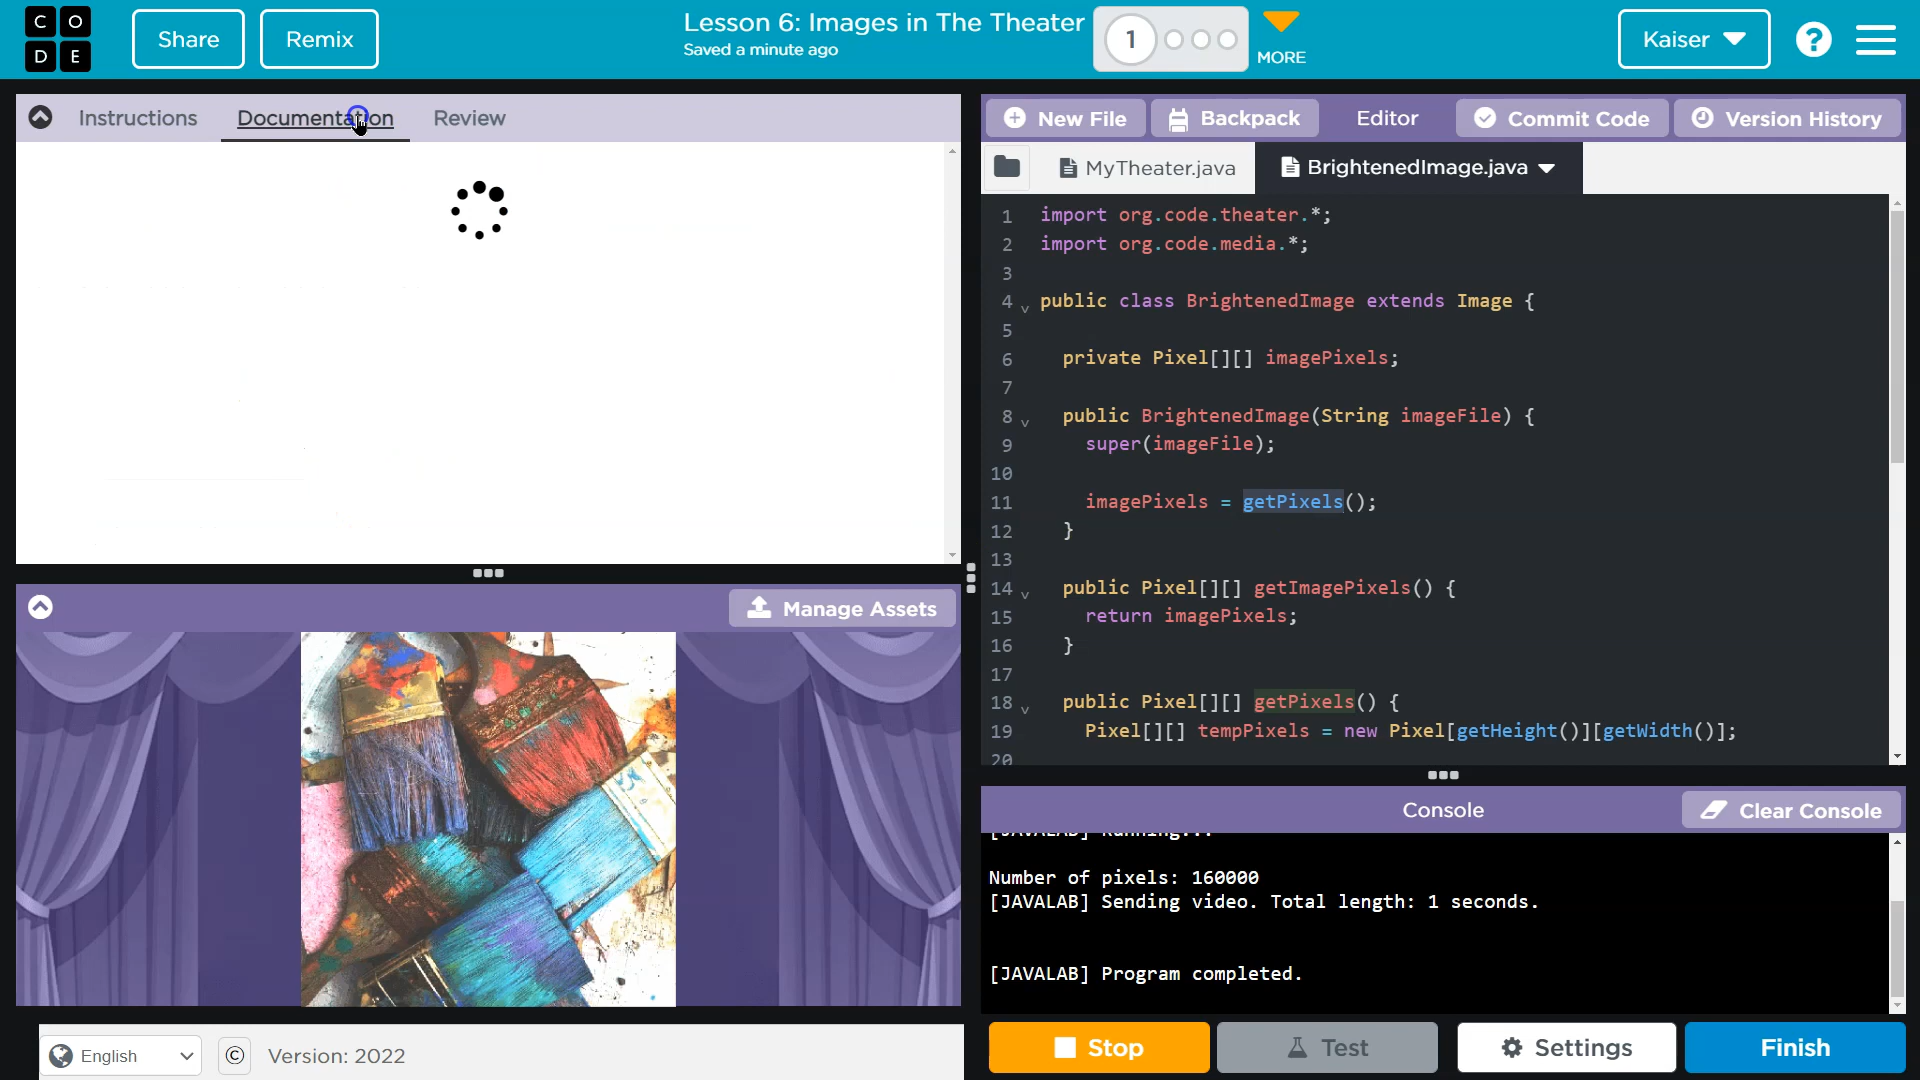 C O D E
Share
Remix
Lesson 6: Images in The Theater
Saved a minute ago
1
MORE
Kaiser
?
Instructions
Documentation
Review
New File
Backpack
Editor
Commit Code
Version History
MyTheater.java
BrightenedImage.java
1 import org.code.theater.*;
2 import org.code.media.*;
3
4 public class BrightenedImage extends Image {
5
6 private Pixel[][] imagePixels;
7
8 public BrightenedImage(String imageFile) {
9 super(imageFile);
10
11 imagePixels = getPixels();
12 }
13
14 public Pixel[][] getImagePixels() {
15 return imagePixels;
16 }
17
18 public Pixel[][] getPixels() {
19 Pixel[][] tempPixels = new Pixel[getHeight()][getWidth()];
20
Manage Assets
Console
Clear Console
[JAVALAB] Running...
Number of pixels: 160000
[JAVALAB] Sending video. Total length: 1 seconds.
[JAVALAB] Program completed.
English
©
Version: 2022
Stop
Test
Settings
Finish